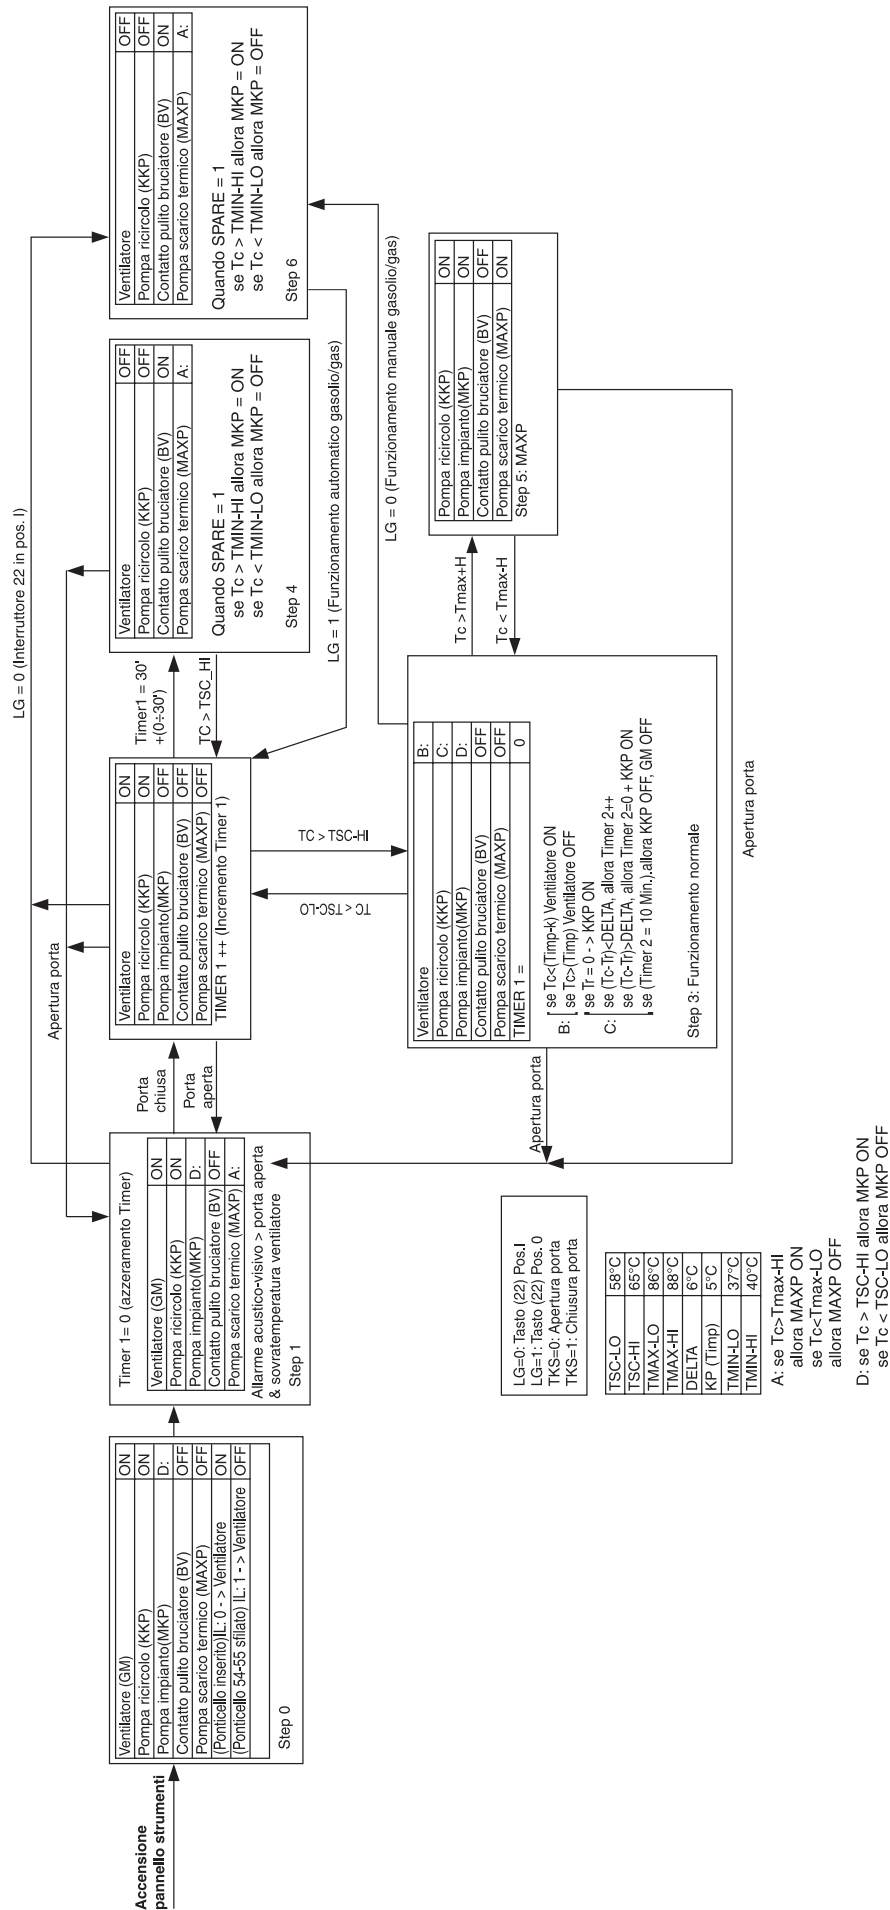 Accensione
pannello strumenti
Ventilatore (GM) ON
Pompa ricircolo (KKP) ON
Pompa impianto(MKP) D:
Contatto pulito bruciatore (BV) OFF
Pompa scarico termico (MAXP) OFF
(Ponticello inserito)IL: 0 - > Ventilatore ON
(Ponticello 54-55 sfilato) IL: 1 - > Ventilatore OFF
Step 0
Timer 1= 0 (azzeramento Timer)
Ventilatore (GM) ON
Pompa ricircolo (KKP) ON
Pompa impianto(MKP) D:
Contatto pulito bruciatore (BV) OFF
Pompa scarico termico (MAXP) A:
Allarme acustico-visivo > porta aperta
& sovratemperatura ventilatore
Step 1
Porta
chiusa
Porta
aperta
Apertura porta
LG = 0 (Interruttore 22 in pos. I)
Ventilatore ON
Pompa ricircolo (KKP) ON
Pompa impianto(MKP) OFF
Contatto pulito bruciatore (BV) OFF
Pompa scarico termico (MAXP) OFF
TIMER 1 ++ (Incremento Timer 1)
Timer1 = 30'
+(0÷30')
TC > TSC_HI
Ventilatore OFF
Pompa ricircolo (KKP) OFF
Contatto pulito bruciatore (BV) ON
Pompa scarico termico (MAXP) A:
Quando SPARE = 1
se Tc > TMIN-HI allora MKP = ON
se Tc < TMIN-LO allora MKP = OFF
Step 4
Ventilatore OFF
Pompa ricircolo (KKP) OFF
Contatto pulito bruciatore (BV) ON
Pompa scarico termico (MAXP) A:
Quando SPARE = 1
se Tc > TMIN-HI allora MKP = ON
se Tc < TMIN-LO allora MKP = OFF
Step 6
LG = 1 (Funzionamento automatico gasolio/gas)
LG = 0 (Funzionamento manuale gasolio/gas)
TC > TSC-HI
TC < TSC-LO
Ventilatore B:
Pompa ricircolo (KKP) C:
Pompa impianto(MKP) D:
Contatto pulito bruciatore (BV) OFF
Pompa scarico termico (MAXP) OFF
TIMER 1 = 0
B: se Tc<(Timp-k) Ventilatore ON
se Tc>(Timp) Ventilatore OFF
C: se Tr = 0 - > KKP ON
se (Tc-Tr)<DELTA, allora Timer 2++
se (Tc-Tr)>DELTA, allora Timer 2=0 + KKP ON
se (Timer 2 = 10 Min.),allora KKP OFF, GM OFF
Step 3: Funzionamento normale
Tc >Tmax+H
Tc < Tmax-H
Pompa ricircolo (KKP) ON
Pompa impianto(MKP) ON
Contatto pulito bruciatore (BV) OFF
Pompa scarico termico (MAXP) ON
Step 5: MAXP
Apertura porta
Apertura porta
LG=0: Tasto (22) Pos.I
LG=1: Tasto (22) Pos. 0
TKS=0: Apertura porta
TKS=1: Chiusura porta
TSC-LO 58°C
TSC-HI 65°C
TMAX-LO 86°C
TMAX-HI 88°C
DELTA 6°C
KP (Timp) 5°C
TMIN-LO 37°C
TMIN-HI 40°C
A: se Tc>Tmax-HI
allora MAXP ON
se Tc<Tmax-LO
allora MAXP OFF
D: se Tc > TSC-HI allora MKP ON
se Tc < TSC-LO allora MKP OFF